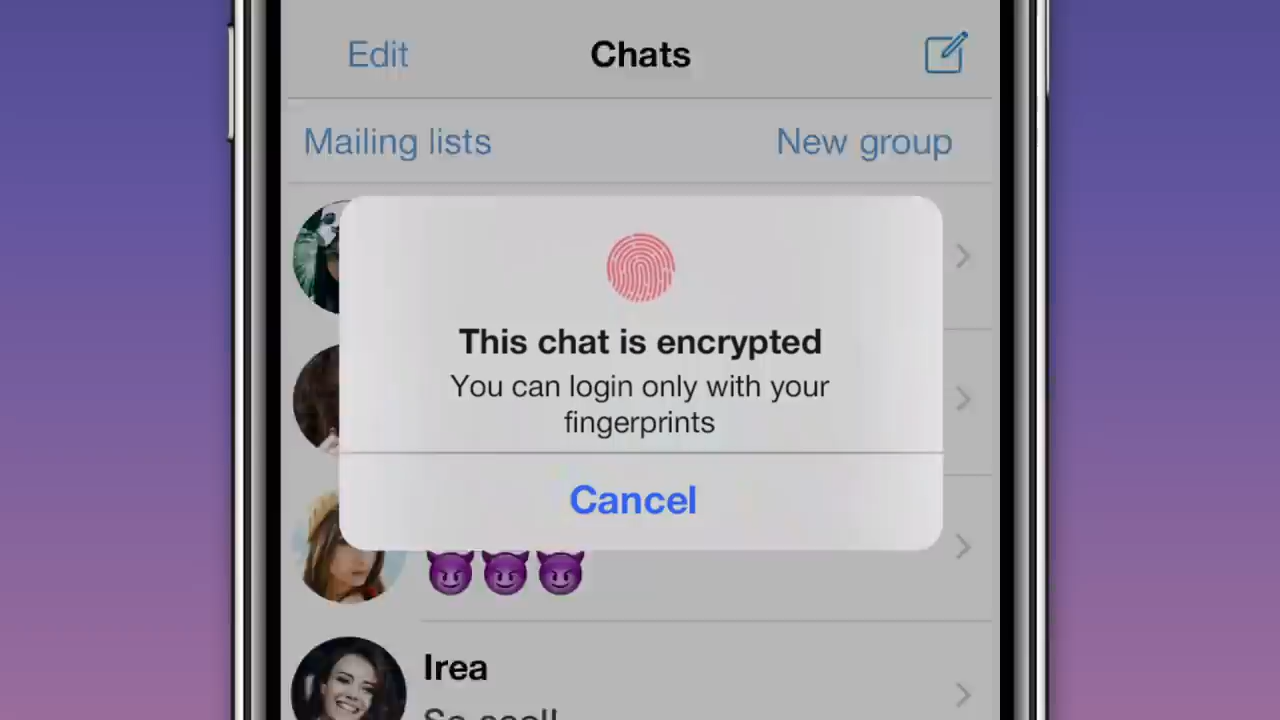 Edit Chats
Mailing lists New group
This chat is encrypted
You can login only with your
fingerprints
Cancel
Irea